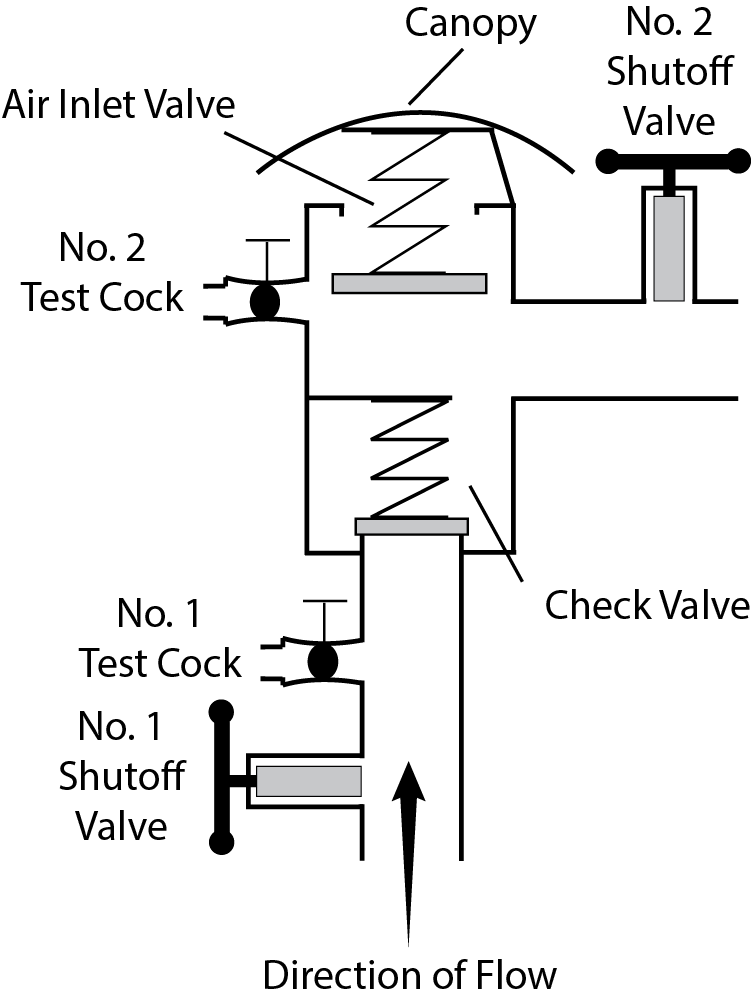 Canopy
No. 2
Shutoff
Valve
Air Inlet Valve
No. 2
Test Cock
Check Valve
No. 1
Test Cock
No. 1
Shutoff
Valve
Direction of Flow